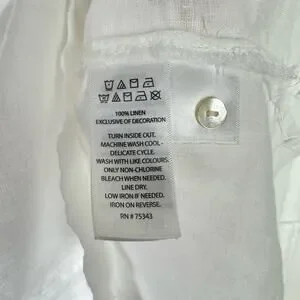 100% LINEN
EXCLUSIVE OF DECORATION
TURN INSIDE OUT.
MACHINE WASH COOL -
DELICATE CYCLE.
WASH WITH LIKE COLOURS.
ONLY NON-CHLORINE
BLEACH WHEN NEEDED.
LINE DRY.
LOW IRON IF NEEDED.
IRON ON REVERSE.
RN # 75343